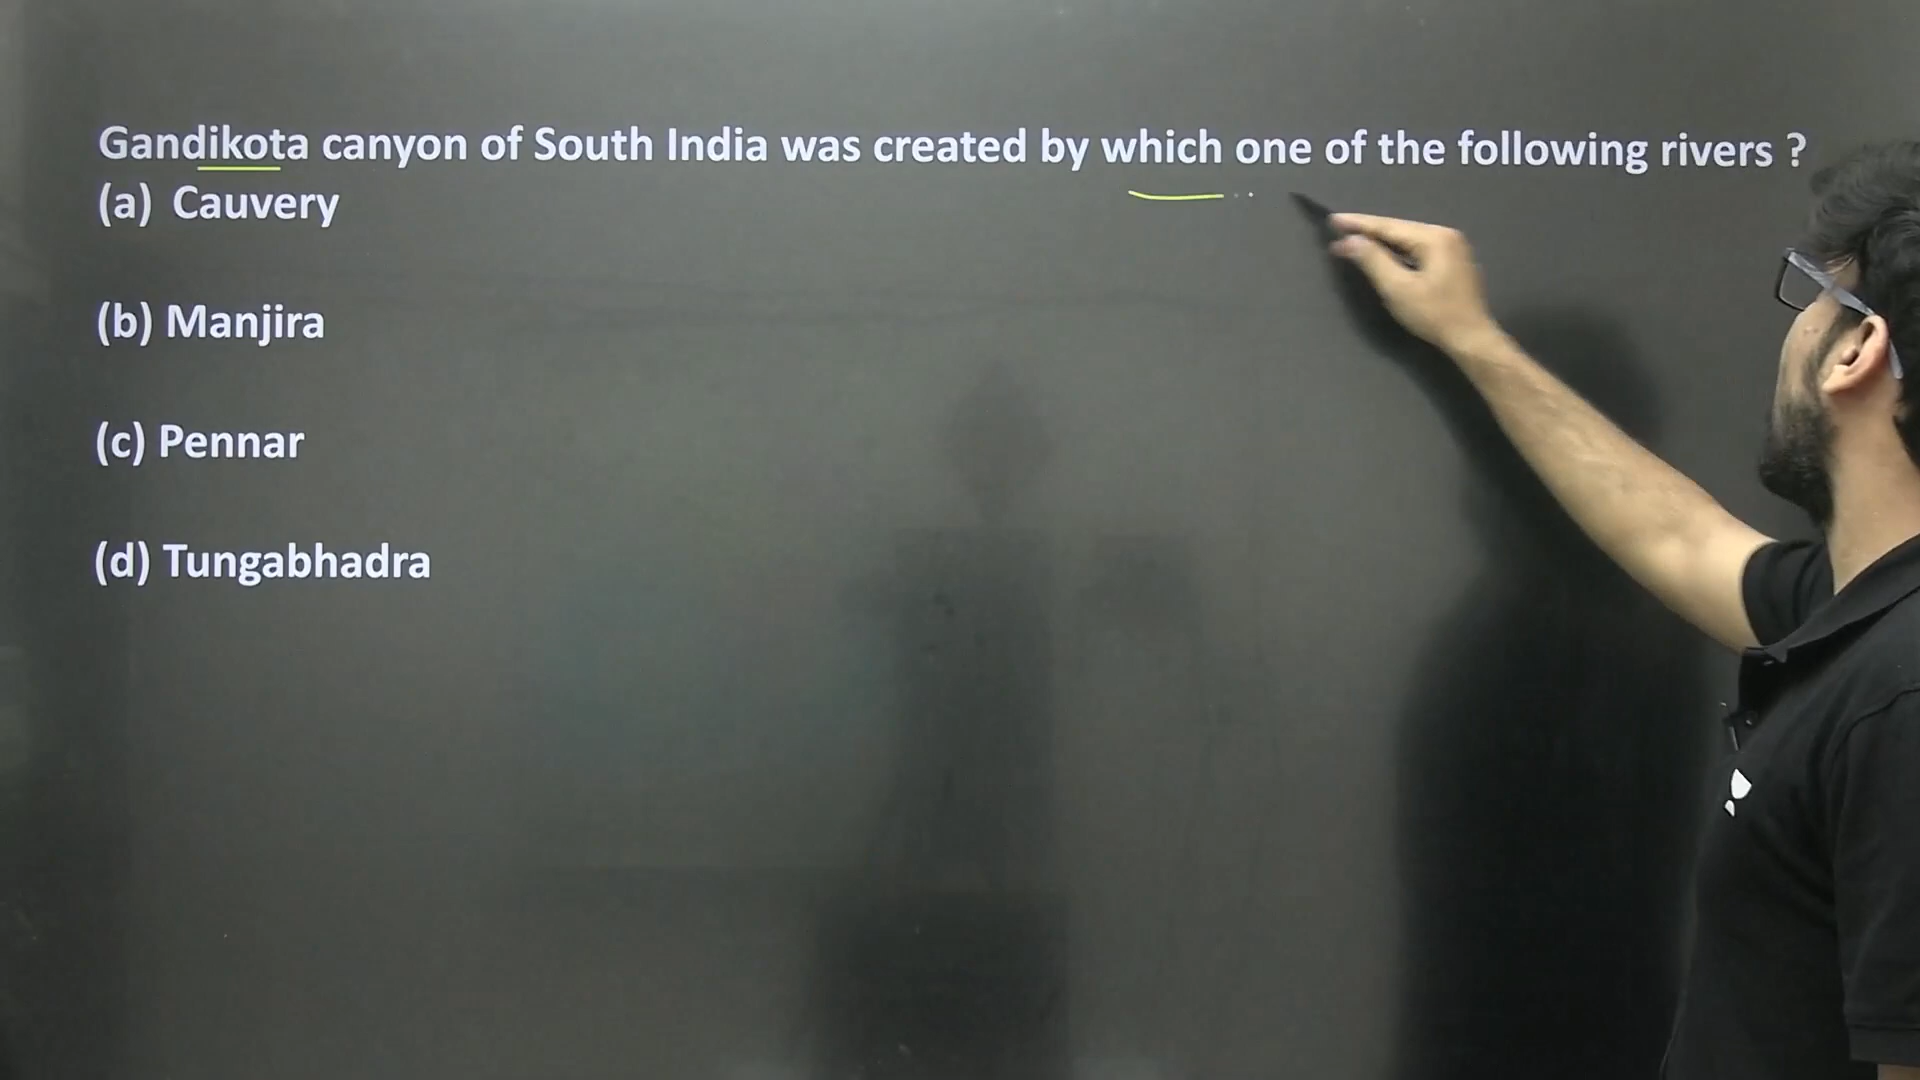 Gandikota canyon of South India was created by which one of the following rivers ?
(a) Cauvery
(b) Manjira
(c) Pennar
(d) Tungabhadra